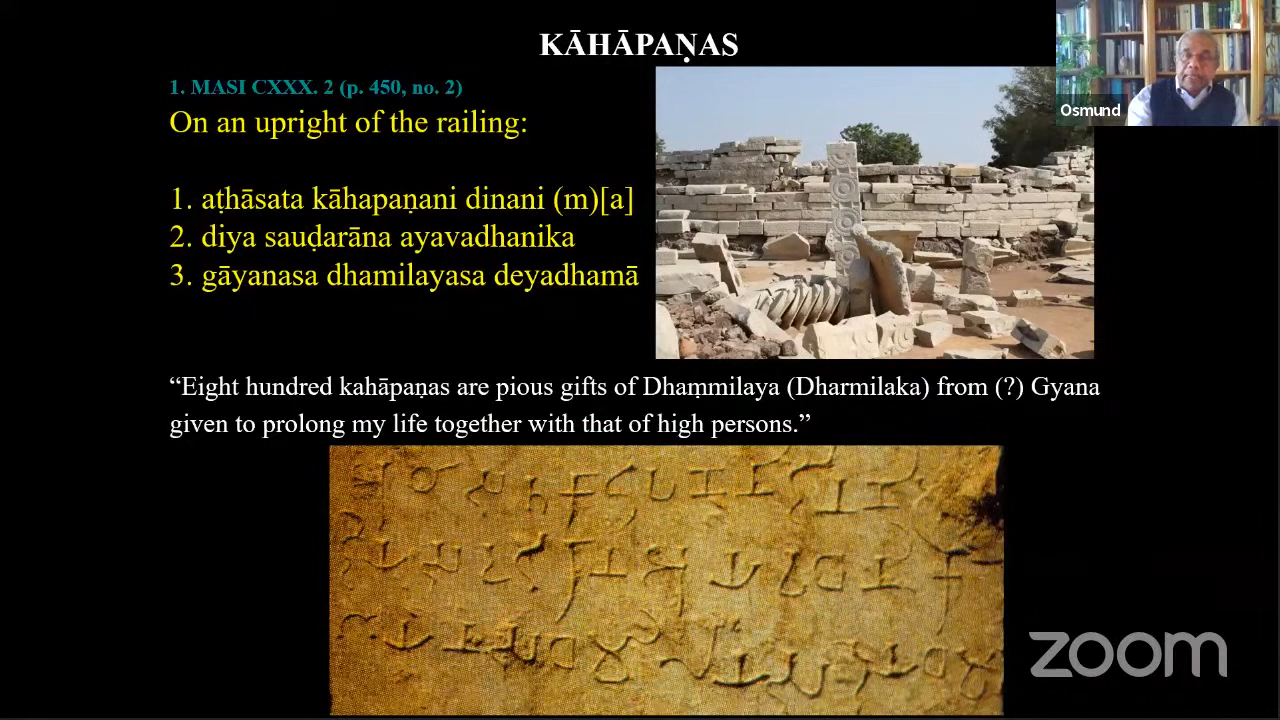 KĀHĀPAṆAS
Osmund
1. MASI CXXX. 2 (p. 450, no. 2)
On an upright of the railing:
1. aṭhāsata kāhapaṇani dinani (m)[a]
2. diya sauḍarāna ayavadhanika
3. gāyanasa dhamilayasa deyadhamā
“Eight hundred kahāpaṇas are pious gifts of Dhaṃmilaya (Dharmilaka) from (?) Gyana
given to prolong my life together with that of high persons.”
zoom